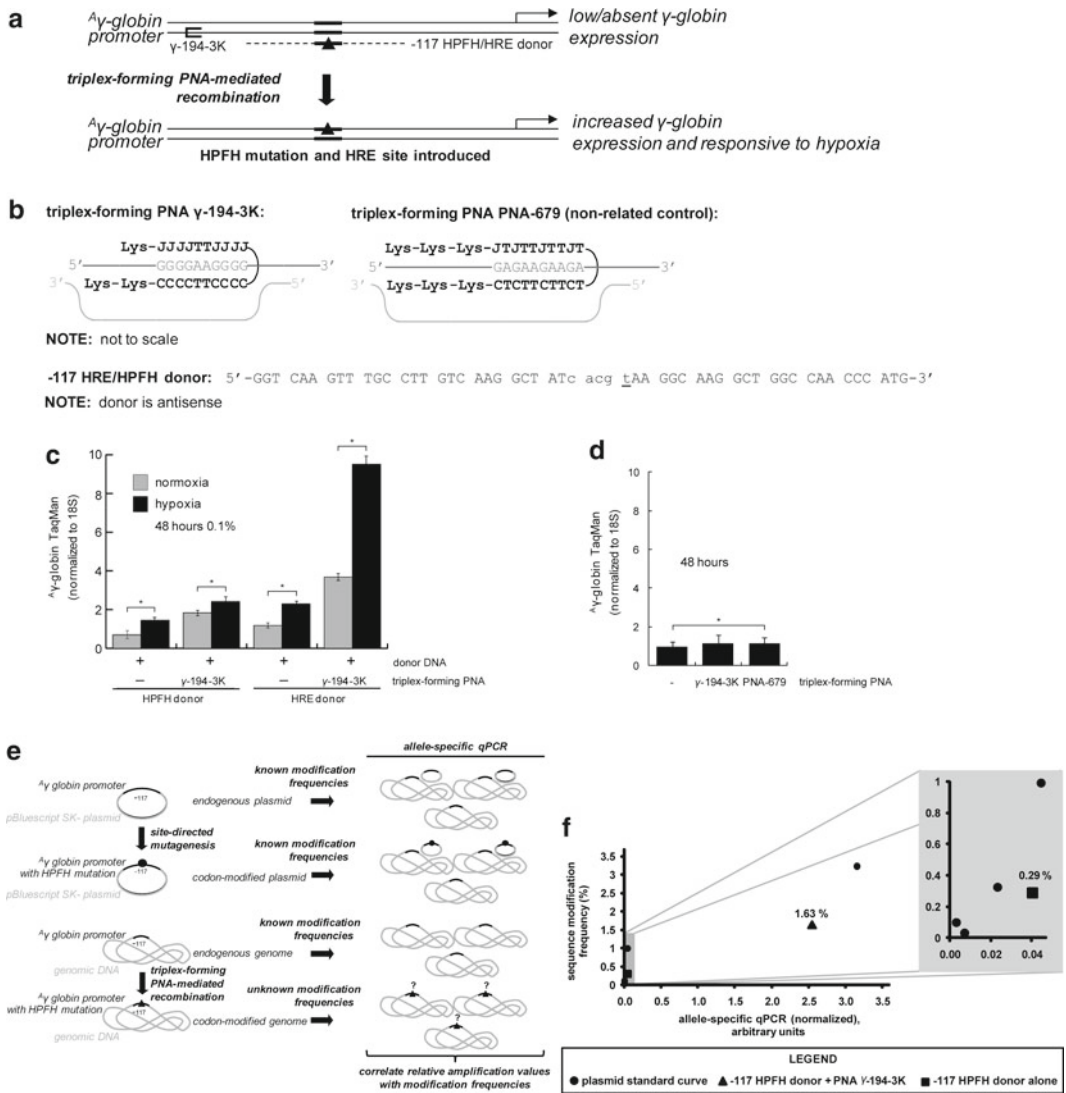 a
ᴬγ-globin
promoter
γ-194-3K
-117 HPFH/HRE donor
low/absent γ-globin
expression
triplex-forming PNA-mediated
recombination
ᴬγ-globin
promoter
HPFH mutation and HRE site introduced
increased γ-globin
expression and responsive to hypoxia
b
triplex-forming PNA γ-194-3K:
Lys-JJJJTTJJJJ
5' GGGGAAGGGG 3'
3' Lys-Lys-CCCCTTCCCC 5'
triplex-forming PNA PNA-679 (non-related control):
Lys-Lys-Lys-JTJTTJTTJT
5' GAGAAGAAGA 3'
3' Lys-Lys-Lys-CTCTTCTTCT 5'
NOTE: not to scale
-117 HRE/HPFH donor: 5'-GGT CAA GTT TGC CTT GTC AAG GCT ATc acg tAA GGC AAG GCT GGC CAA CCC ATG-3'
NOTE: donor is antisense
c
ᴬγ-globin TaqMan
(normalized to 18S)
10
8
6
4
2
0
normoxia
hypoxia
48 hours 0.1%
* * * *
+ + + + donor DNA
– γ-194-3K – γ-194-3K triplex-forming PNA
HPFH donor HRE donor
d
ᴬγ-globin TaqMan
(normalized to 18S)
10
8
6
4
2
0
48 hours
*
- γ-194-3K PNA-679 triplex-forming PNA
e
allele-specific qPCR
ᴬγ globin promoter
-117
pBluescript SK- plasmid
known modification
frequencies
endogenous plasmid
site-directed
mutagenesis
ᴬγ globin promoter
with HPFH mutation
-117
pBluescript SK- plasmid
known modification
frequencies
codon-modified plasmid
ᴬγ globin promoter
-117
genomic DNA
known modification
frequencies
endogenous genome
triplex-forming
PNA-mediated
recombination
ᴬγ globin promoter
with HPFH mutation
-117
genomic DNA
unknown modification
frequencies
codon-modified genome
? ?
?
correlate relative amplification values
with modification frequencies
f
sequence modification
frequency (%)
3.5
3
2.5
2
1.5
1
0.5
0
0.0 0.5 1.0 1.5 2.0 2.5 3.0 3.5
1.63 %
allele-specific qPCR (normalized),
arbitrary units
1
0.8
0.6
0.4
0.2
0
0.00 0.02 0.04
0.29 %
LEGEND
plasmid standard curve -117 HPFH donor + PNA γ-194-3K -117 HPFH donor alone